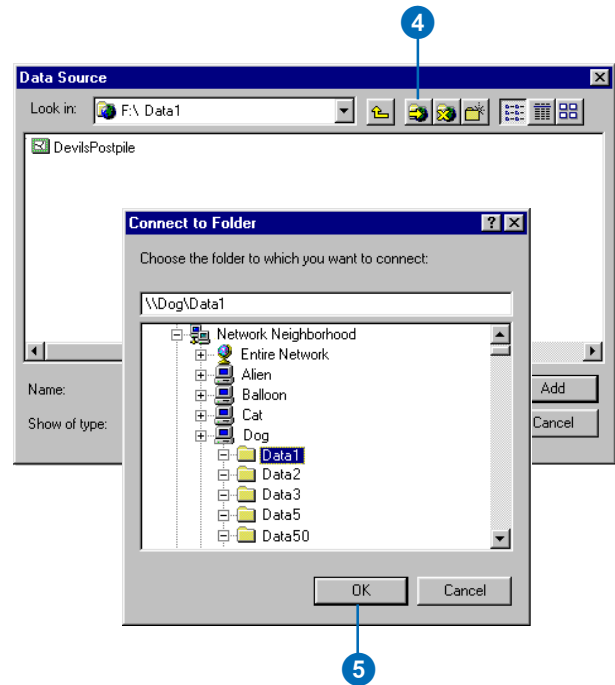 4
Data Source
Look in: F:\ Data1
DevilsPostpile
Connect to Folder
Choose the folder to which you want to connect:
\\Dog\Data1
Network Neighborhood
Entire Network
Alien
Balloon
Cat
Dog
Data1
Data2
Data3
Data5
Data50
Name:
Add
Show of type:
Cancel
OK
Cancel
5